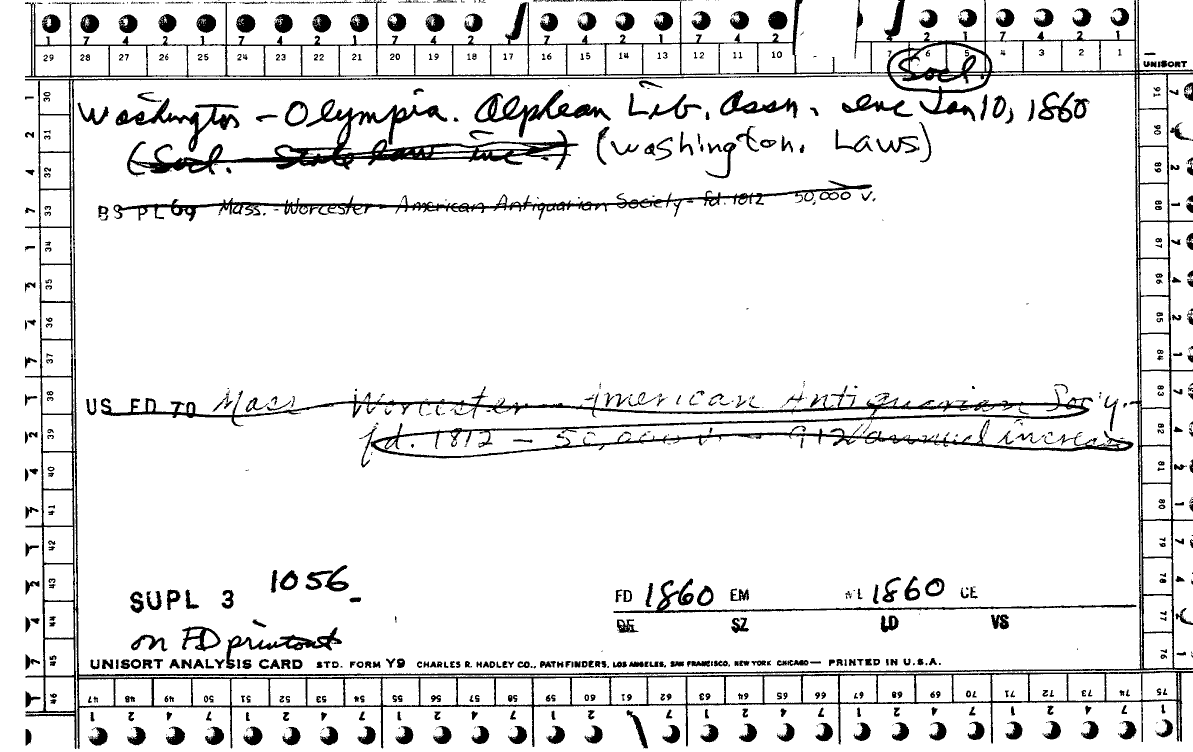 1 7 4 2 1 7 4 2 1 7 4 2 7 4 2 1 7 4 2 1 7 4 2 2 1 7 4 2 1
29 28 27 26 25 24 23 22 21 20 19 18 17 16 15 14 13 12 11 10 7 6 5 4 3 2 1
Socl.
UNISORT
Washington - Olympia. Alphean Lib. Assn. inc Jan 10, 1860
(Socl. - State law inc.) (Washington. Laws)
BS PL 69 Mass. - Worcester - American Antiquarian Society - fd. 1812 50,000 v.
US ED 70 Mass Worcester - American Antiquarian Soc'y. -
fd. 1812 - 50,000 v. - 912 annual increase
SUPL 3 1056
on FD printout
FD 1860 EM 1860 CE
BE SZ LD VS
UNISORT ANALYSIS CARD STD. FORM Y9 CHARLES R. HADLEY CO., PATHFINDERS, LOS ANGELES, SAN FRANCISCO, NEW YORK CHICAGO — PRINTED IN U.S.A.
30 31 32 33 34 35 36 37 38 39 40 41 42 43 44 45 46
91 90 89 88 87 86 85 84 83 82 81 80 79 78 77 76
47 48 49 50 51 52 53 54 55 56 57 58 59 60 61 62 63 64 65 66 67 68 69 70 71 72 73 74 75